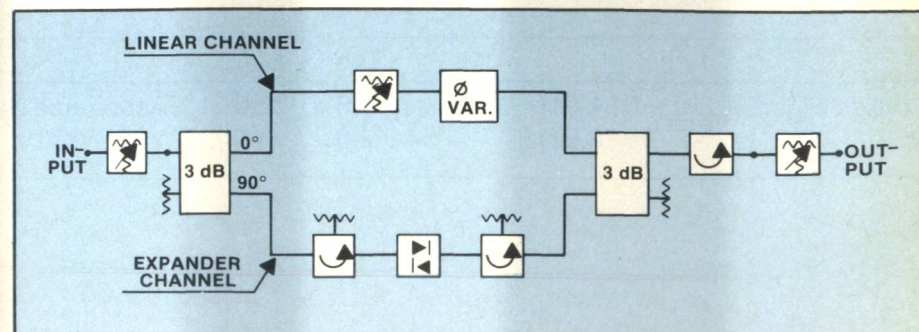 LINEAR CHANNEL
Ø
VAR.
IN-
PUT
3 dB
0°
90°
3 dB
OUT-
PUT
EXPANDER
CHANNEL